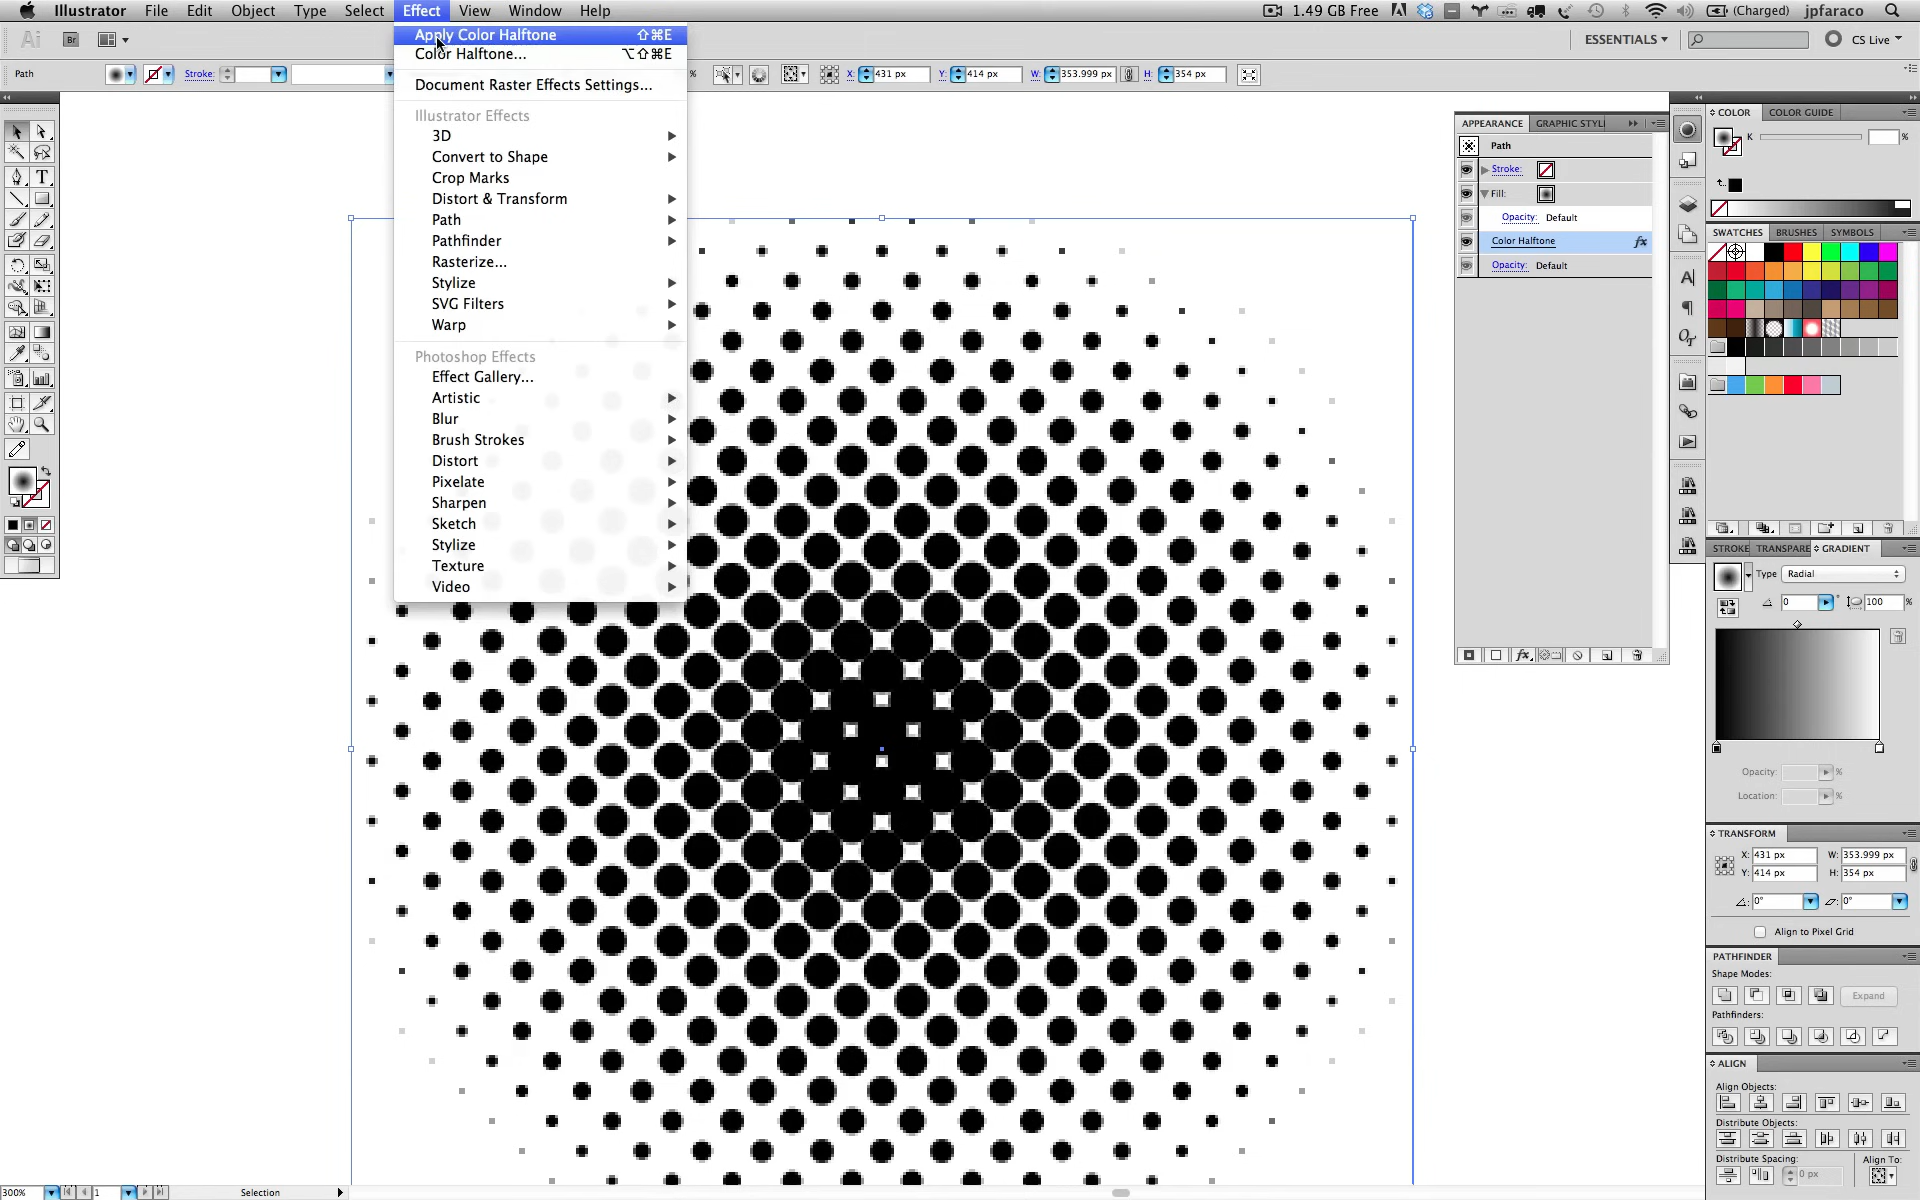 Illustrator File Edit Object Type Select Effect View Window Help 1.49 GB Free (Charged) jpfaraco
Ai Br ESSENTIALS CS Live
Path Stroke: % X: 431 px Y: 414 px W: 353.999 px H: 354 px
Apply Color Halftone ⇧⌘E
Color Halftone... ⌥⇧⌘E
Document Raster Effects Settings...
Illustrator Effects
3D
Convert to Shape
Crop Marks
Distort & Transform
Path
Pathfinder
Rasterize...
Stylize
SVG Filters
Warp
Photoshop Effects
Effect Gallery...
Artistic
Blur
Brush Strokes
Distort
Pixelate
Sharpen
Sketch
Stylize
Texture
Video
APPEARANCE GRAPHIC STYL
Path
Stroke:
Fill:
Opacity: Default
Color Halftone fx
Opacity: Default
COLOR COLOR GUIDE
K %
SWATCHES BRUSHES SYMBOLS
STROKE TRANSPARE GRADIENT
Type Radial
0 ° 100 %
Opacity: %
Location: %
TRANSFORM
X: 431 px W: 353.999 px
Y: 414 px H: 354 px
0° 0°
Align to Pixel Grid
PATHFINDER
Shape Modes:
Expand
Pathfinders:
ALIGN
Align Objects:
Distribute Objects:
Distribute Spacing: Align To:
0 px
300% 1 Selection